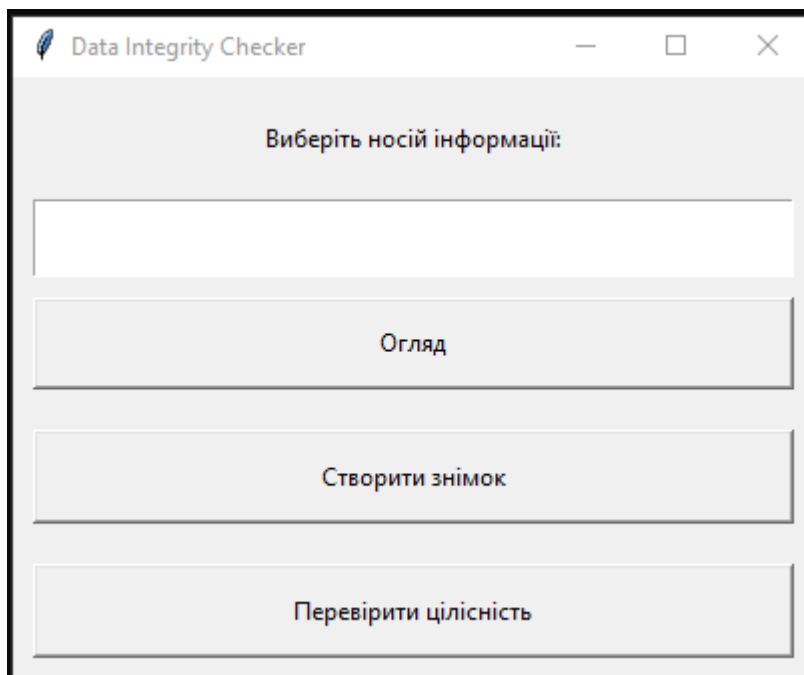 Data Integrity Checker
Виберіть носій інформації:
Огляд
Створити знімок
Перевірити цілісність